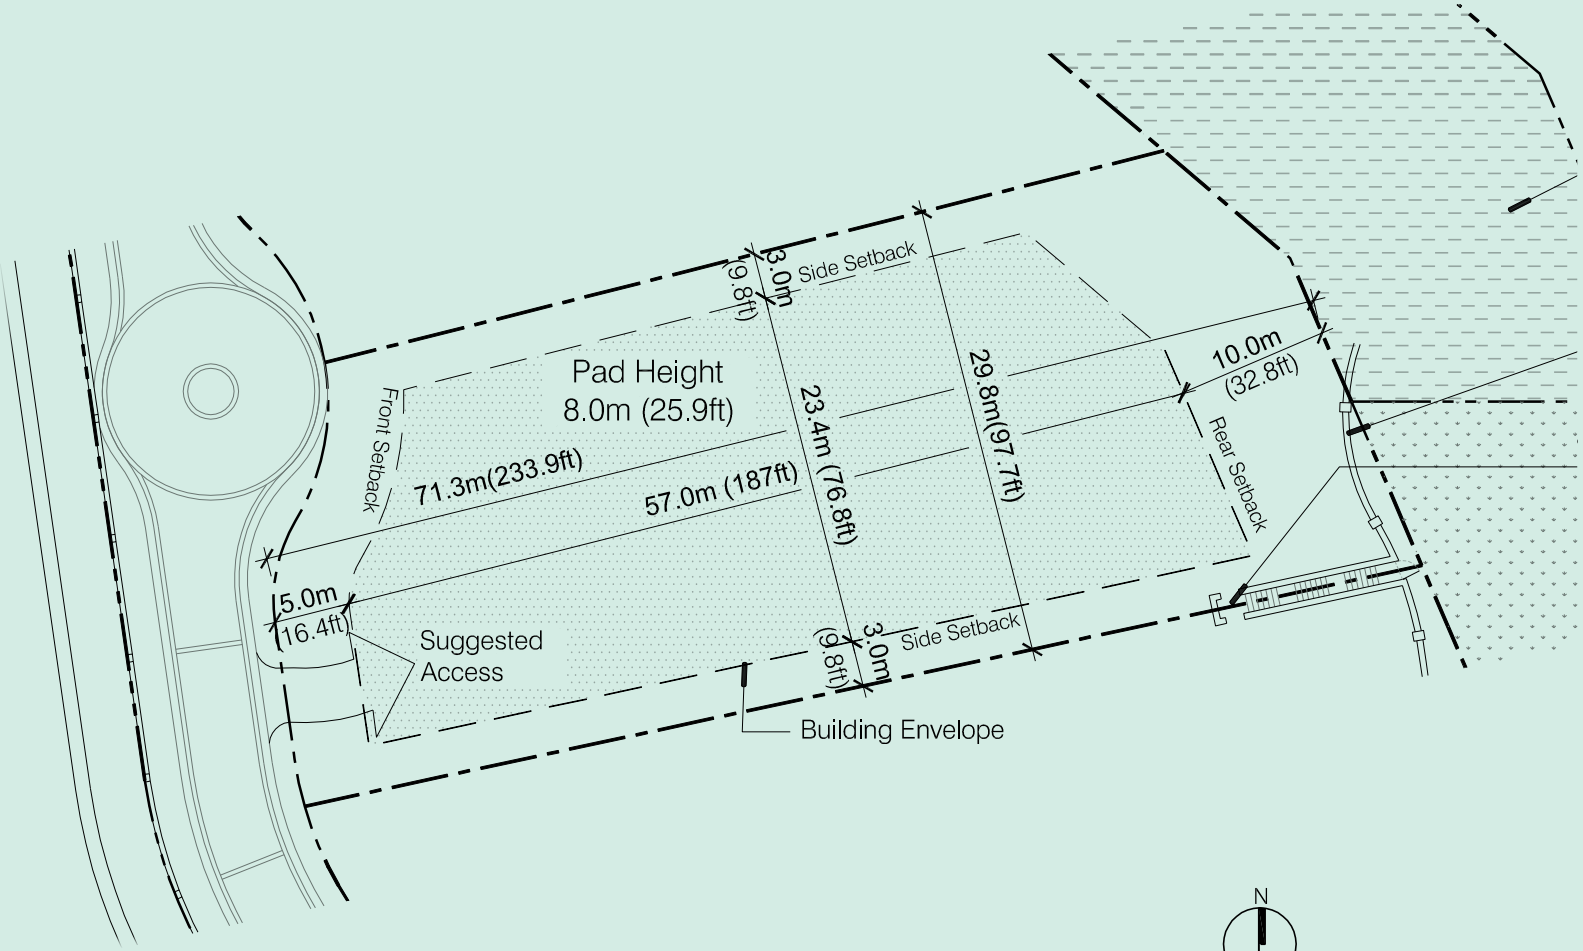 3.0m
(9.8ft)
Side Setback
Pad Height
8.0m (25.9ft)
Front Setback
71.3m(233.9ft)
57.0m (187ft)
23.4m (76.8ft)
29.8m(97.7ft)
10.0m
(32.8ft)
Rear Setback
5.0m
(16.4ft)
Suggested
Access
3.0m
(9.8ft)
Side Setback
Building Envelope
N